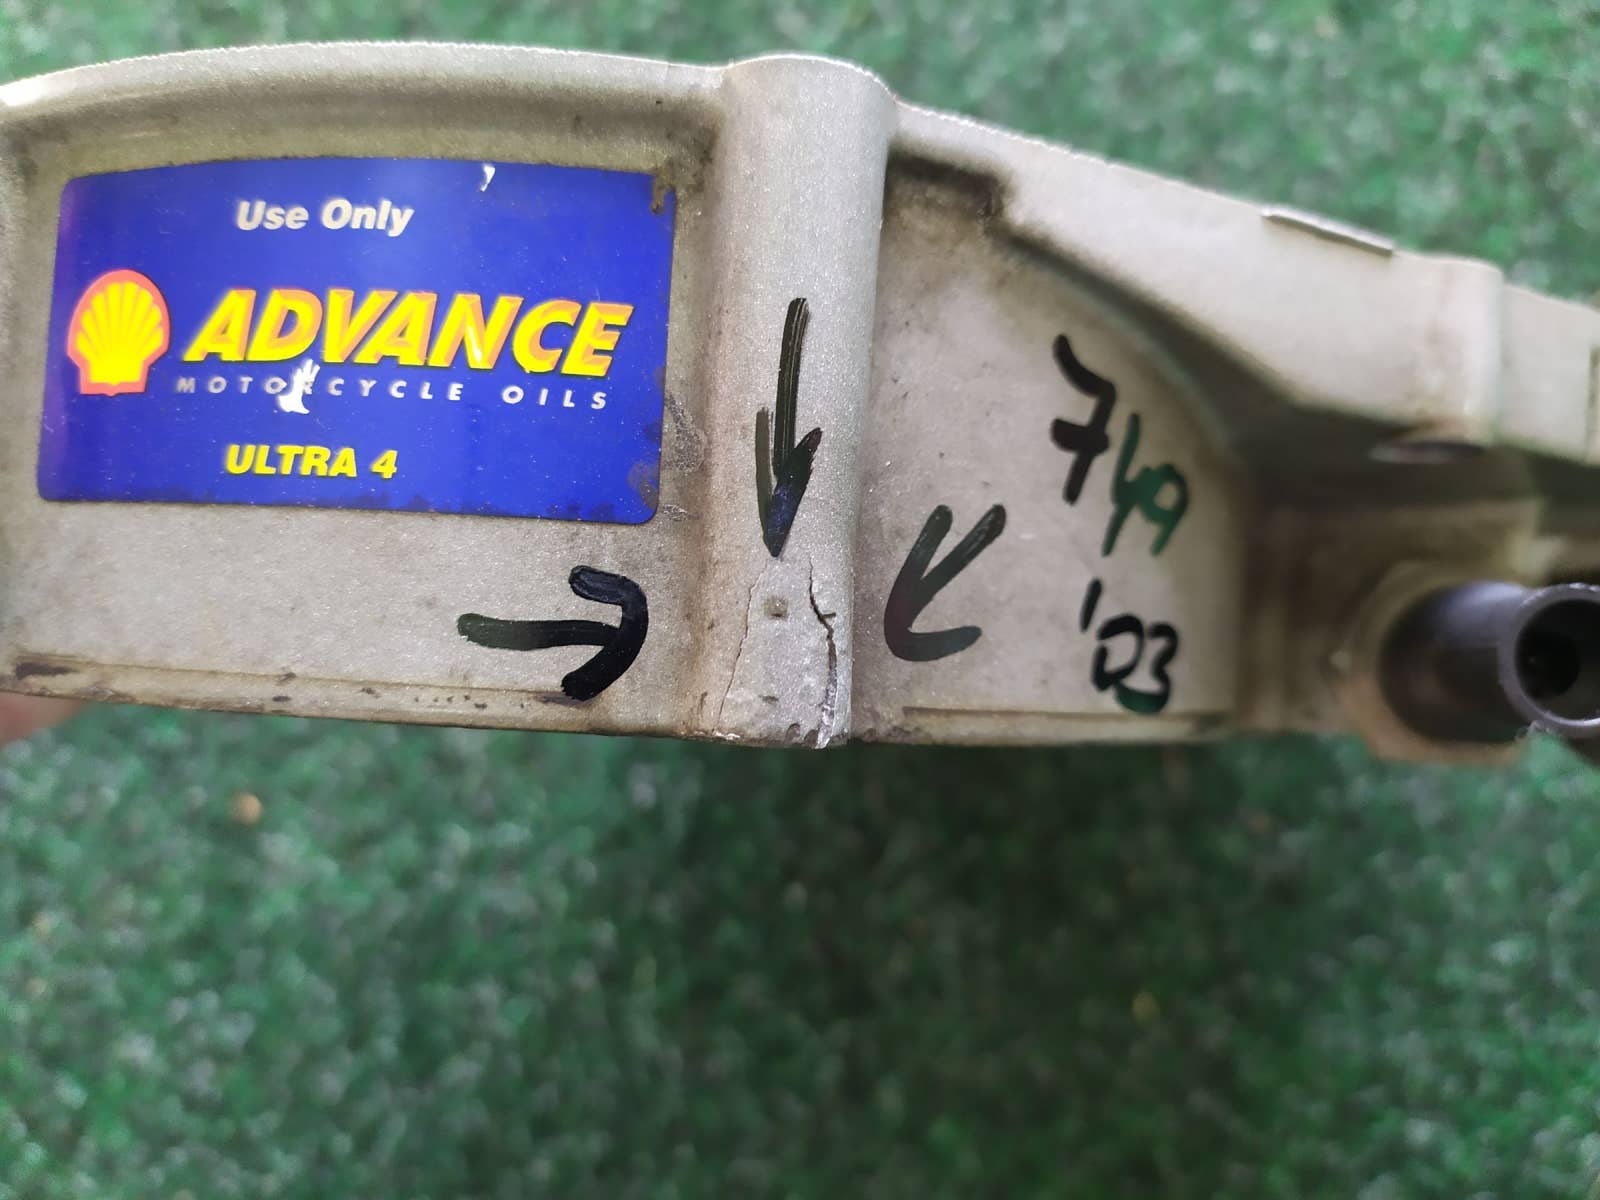 Use Only
ADVANCE
MOTORCYCLE OILS
ULTRA 4
749
'03